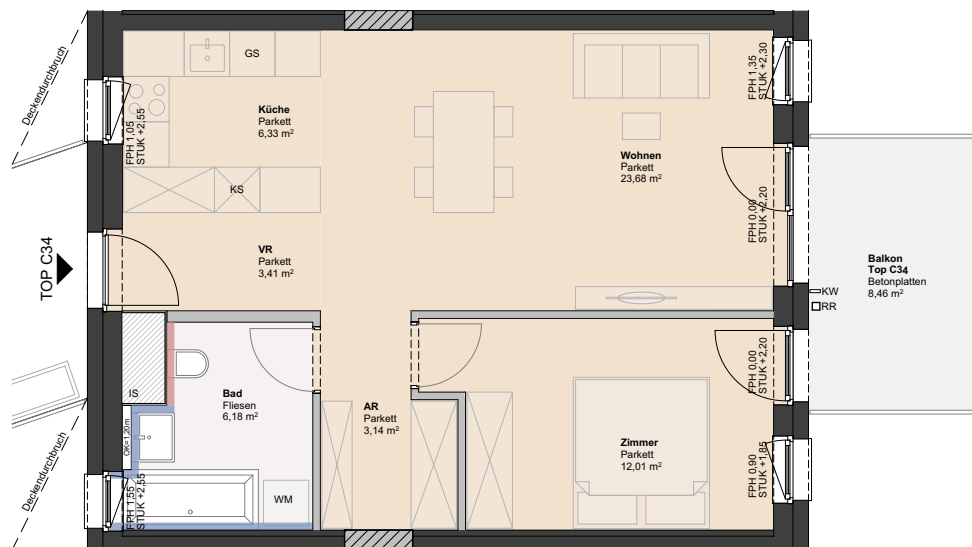 Deckendurchbruch
TOP C34
Deckendurchbruch
FPH 1,05
STUK +2,55
GS
Küche
Parkett
6,33 m²
KS
VR
Parkett
3,41 m²
Wohnen
Parkett
23,68 m²
FPH 1,35
STUK +2,30
FPH 0,00
STUK +2,20
Balkon
Top C34
Betonplatten
8,46 m²
KW
RR
IS
OK=1,20m
Bad
Fliesen
6,18 m²
WM
FPH 1,55
STUK +2,55
AR
Parkett
3,14 m²
Zimmer
Parkett
12,01 m²
FPH 0,00
STUK +2,20
FPH 0,90
STUK +1,85